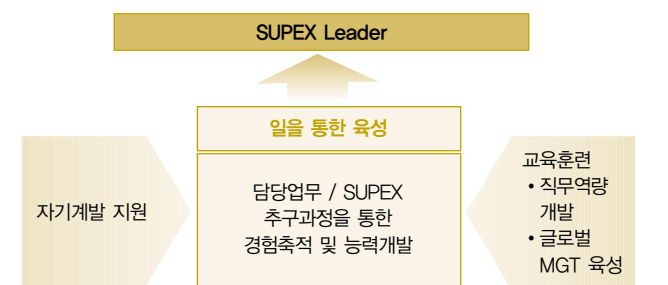 SUPEX Leader
일을 통한 육성
자기계발 지원
담당업무 / SUPEX
추구과정을 통한
경험축적 및 능력개발
교육훈련
• 직무역량
개발
• 글로벌
MGT 육성